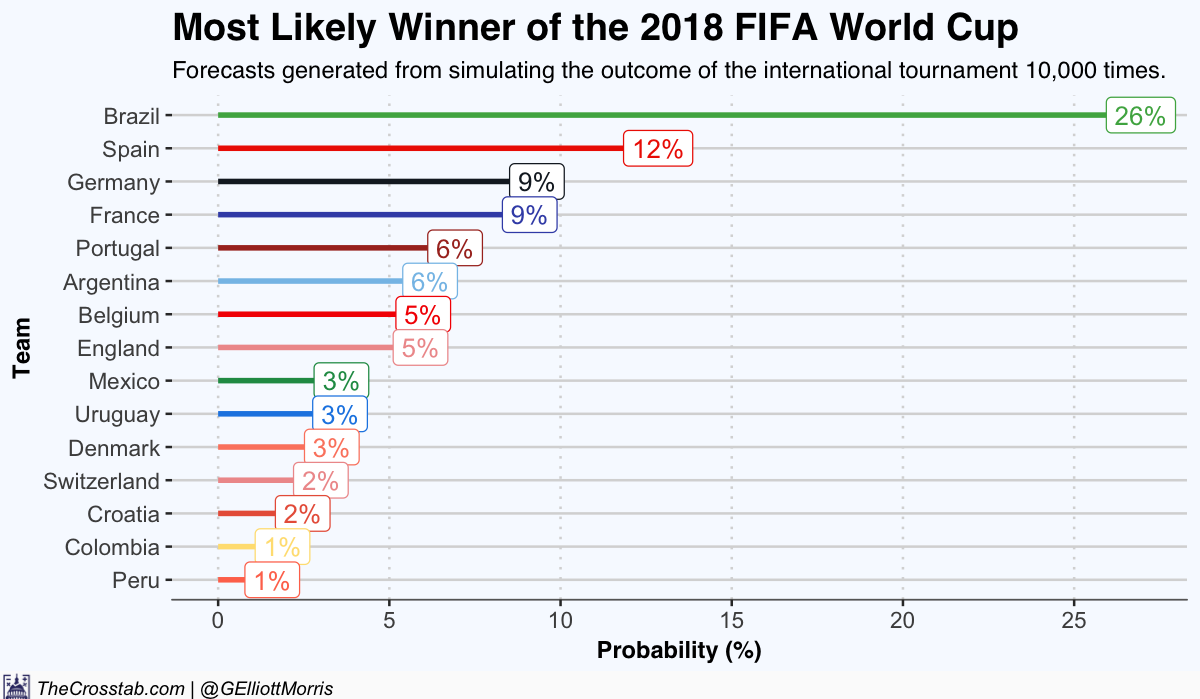 Most Likely Winner of the 2018 FIFA World Cup
Forecasts generated from simulating the outcome of the international tournament 10,000 times.
Team
Brazil 26%
Spain 12%
Germany 9%
France 9%
Portugal 6%
Argentina 6%
Belgium 5%
England 5%
Mexico 3%
Uruguay 3%
Denmark 3%
Switzerland 2%
Croatia 2%
Colombia 1%
Peru 1%
0 5 10 15 20 25
Probability (%)
TheCrosstab.com | @GElliottMorris